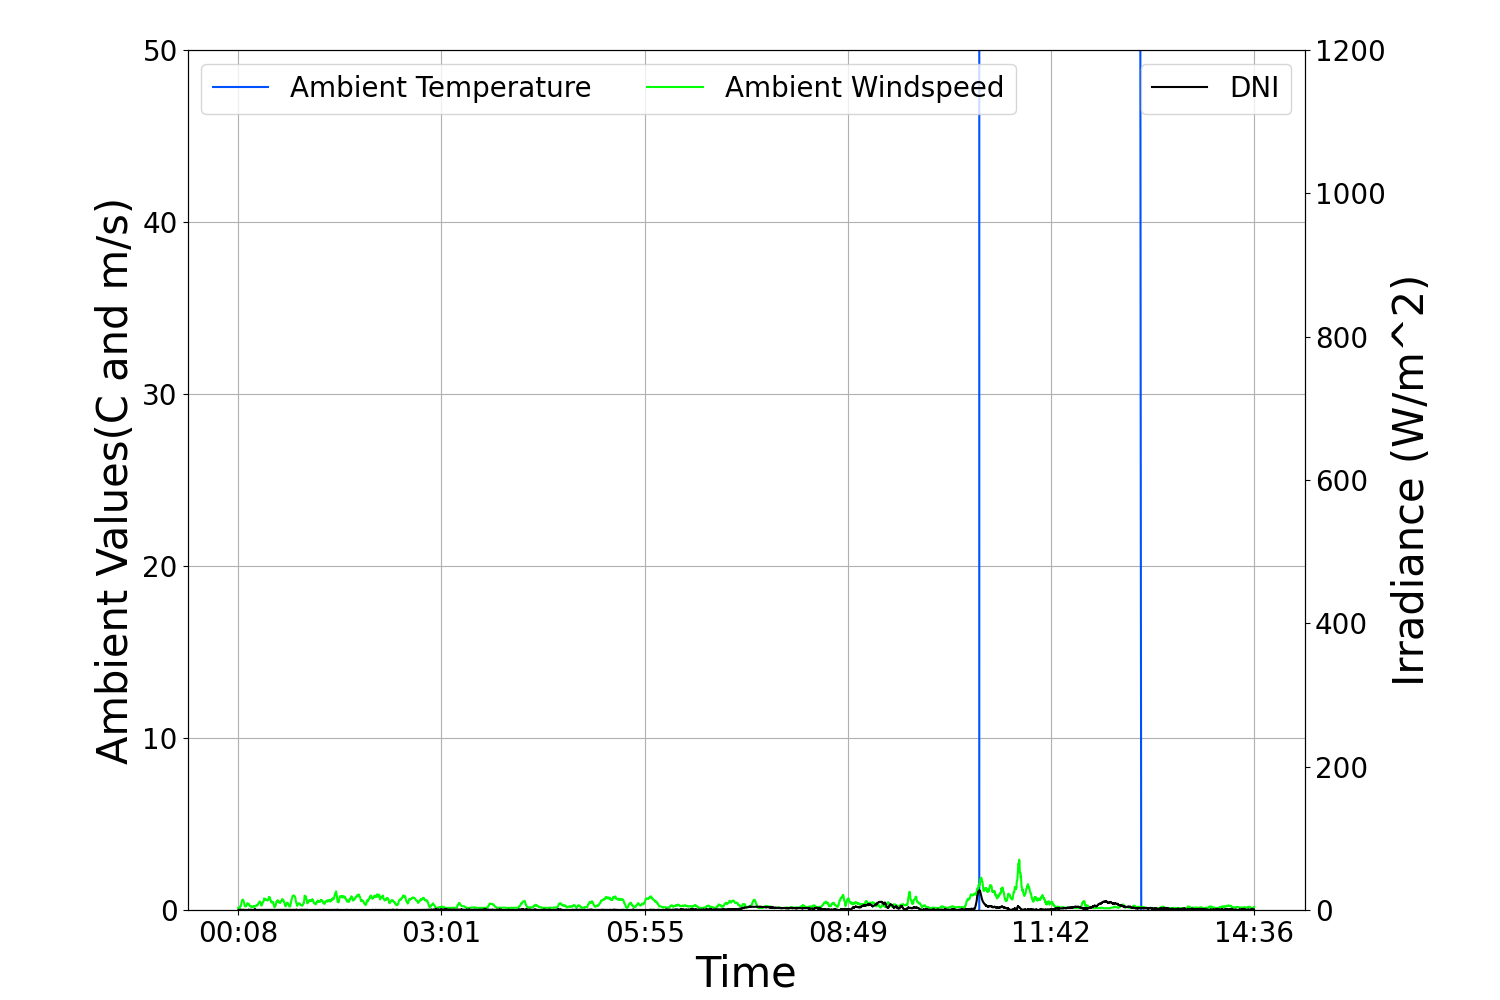 Ambient Temperature
Ambient Windspeed
DNI
Ambient Values(C and m/s)
50
40
30
20
10
0
1200
1000
800
600
400
200
0
Irradiance (W/m^2)
00:08 03:01 05:55 08:49 11:42 14:36
Time